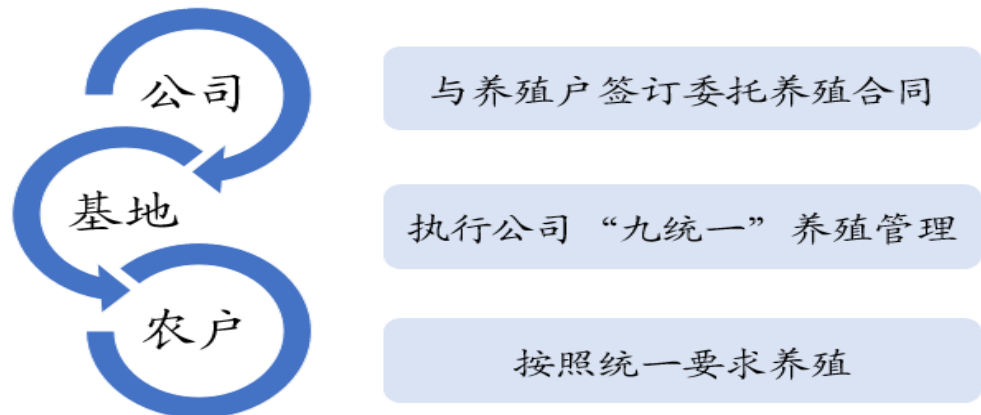 公司
与养殖户签订委托养殖合同
基地
执行公司“九统一”养殖管理
农户
按照统一要求养殖